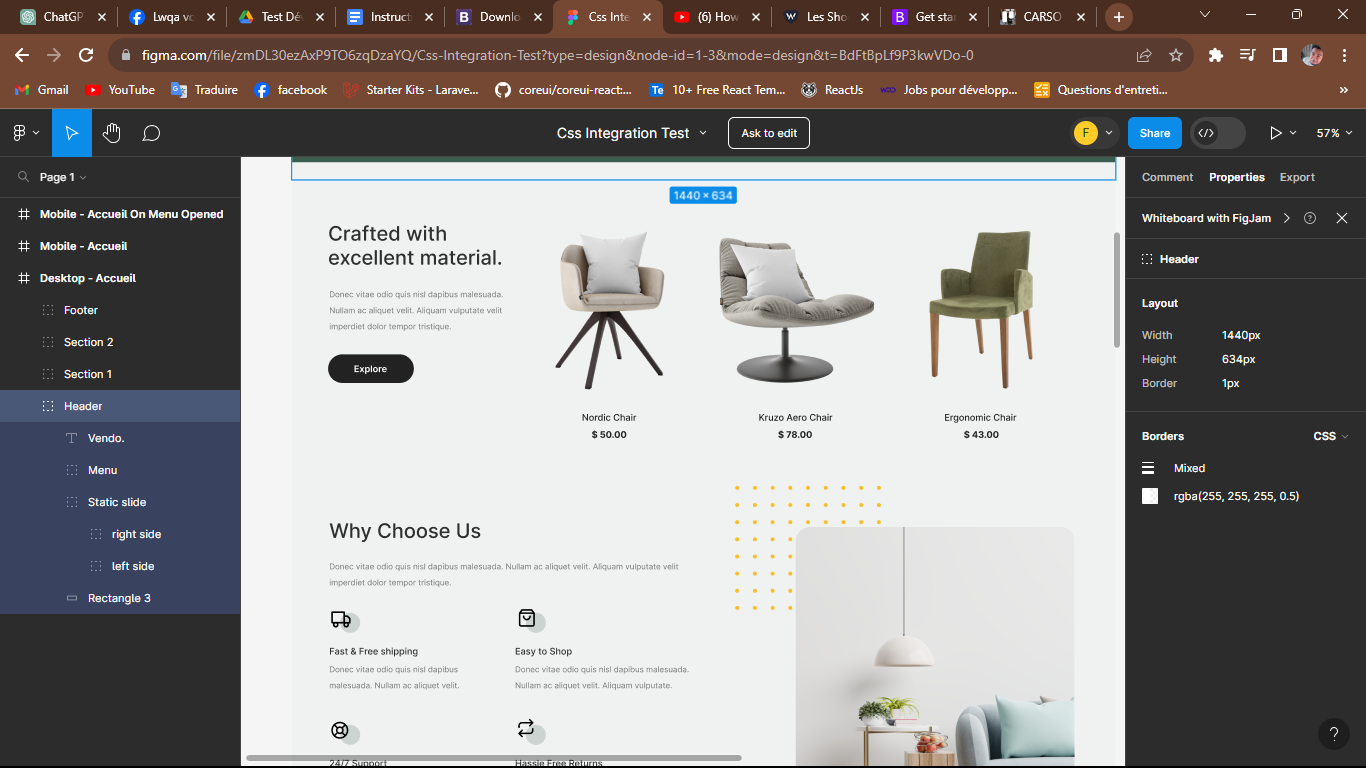 ChatGP
Lwqa vo
Test Dév
Instruct
Downlo
Css Inte
(6) How
Les Sho
Get sta
CARSO
figma.com/file/zmDL30ezAxP9TO6zqDzaYQ/Css-Integration-Test?type=design&node-id=1-3&mode=design&t=BdFtBpLf9P3kwVDo-0
Gmail
YouTube
Traduire
facebook
Starter Kits - Larave...
coreui/coreui-react:...
10+ Free React Tem...
ReactJs
Jobs pour développ...
Questions d'entreti...
Css Integration Test
Ask to edit
F
Share
57%
Page 1
Mobile - Accueil On Menu Opened
Mobile - Accueil
Desktop - Accueil
Footer
Section 2
Section 1
Header
Vendo.
Menu
Static slide
right side
left side
Rectangle 3
1440 × 634
Crafted with
excellent material.
Donec vitae odio quis nisl dapibus malesuada.
Nullam ac aliquet velit. Aliquam vulputate velit
imperdiet dolor tempor tristique.
Explore
Nordic Chair
$ 50.00
Kruzo Aero Chair
$ 78.00
Ergonomic Chair
$ 43.00
Why Choose Us
Donec vitae odio quis nisl dapibus malesuada. Nullam ac aliquet velit. Aliquam vulputate velit
imperdiet dolor tempor tristique.
Fast & Free shipping
Donec vitae odio quis nisl dapibus
malesuada. Nullam ac aliquet velit.
Easy to Shop
Donec vitae odio quis nisl dapibus malesuada.
Nullam ac aliquet velit. Aliquam vulputate.
24/7 Support
Hassle Free Returns
Comment
Properties
Export
Whiteboard with FigJam
Header
Layout
Width 1440px
Height 634px
Border 1px
Borders
CSS
Mixed
rgba(255, 255, 255, 0.5)